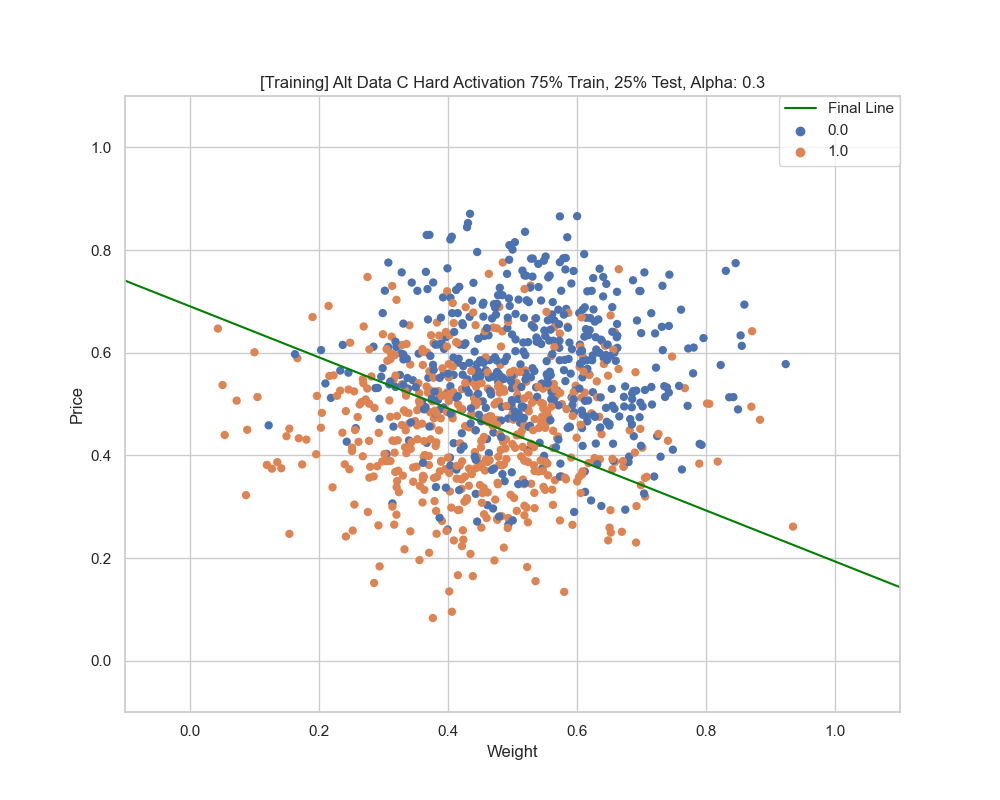 [Training] Alt Data C Hard Activation 75% Train, 25% Test, Alpha: 0.3
Final Line
0.0
1.0
1.0
0.8
0.6
0.4
0.2
0.0
Price
0.0 0.2 0.4 0.6 0.8 1.0
Weight